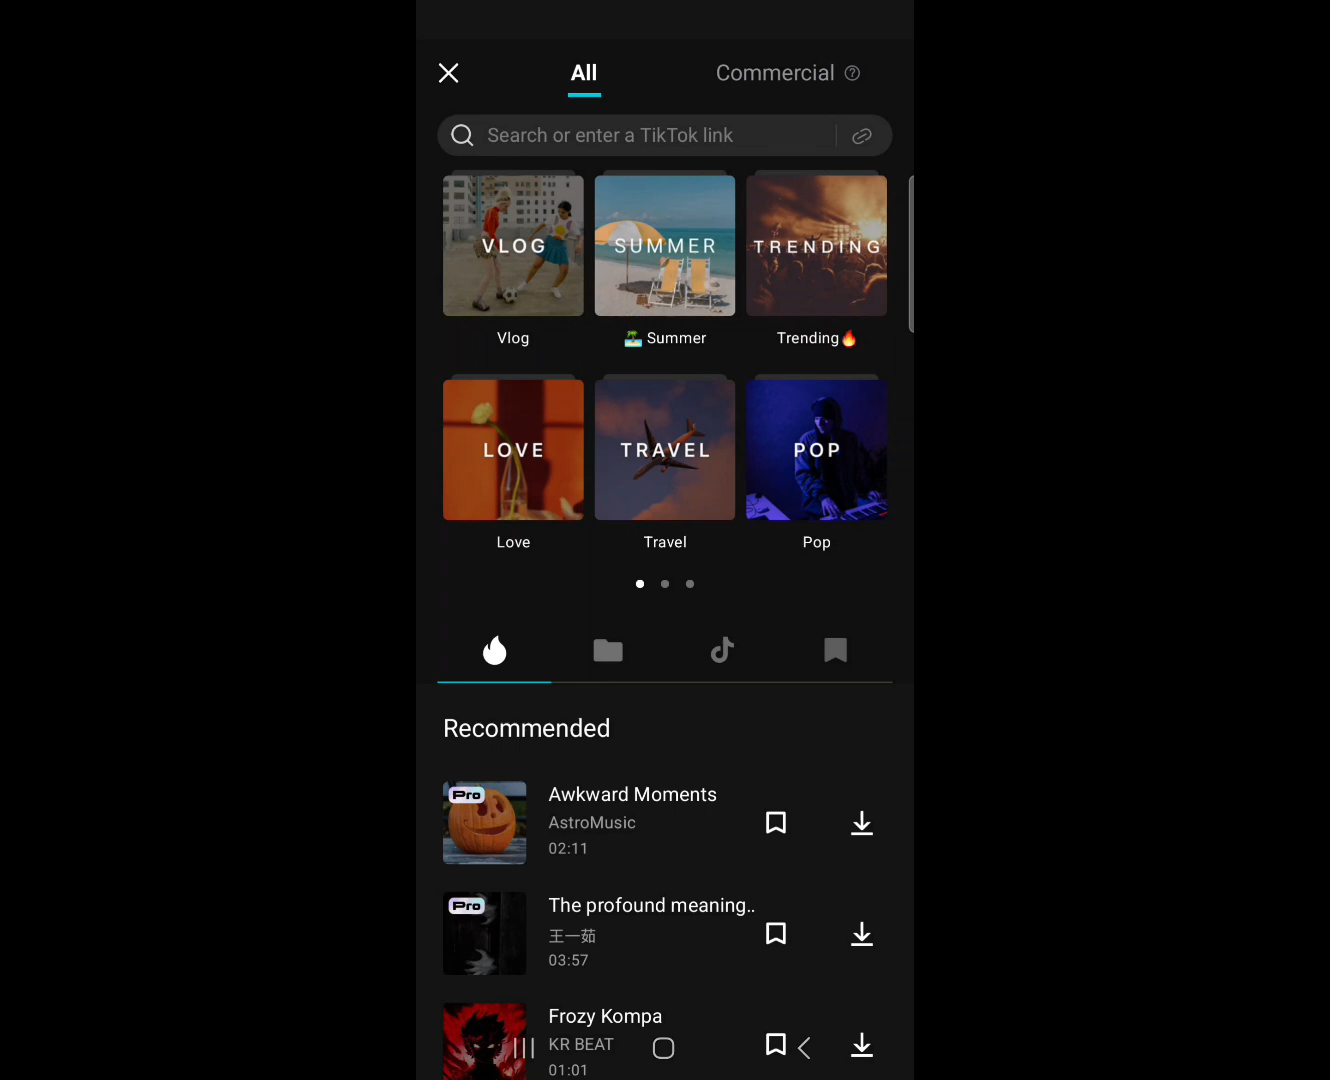 All
Commercial
Search or enter a TikTok link
VLOG
SUMMER
TRENDING
Vlog
🏝️ Summer
Trending🔥
LOVE
TRAVEL
POP
Love
Travel
Pop
Recommended
Pro
Awkward Moments
AstroMusic
02:11
Pro
The profound meaning..
王一茹
03:57
Frozy Kompa
KR BEAT
01:01